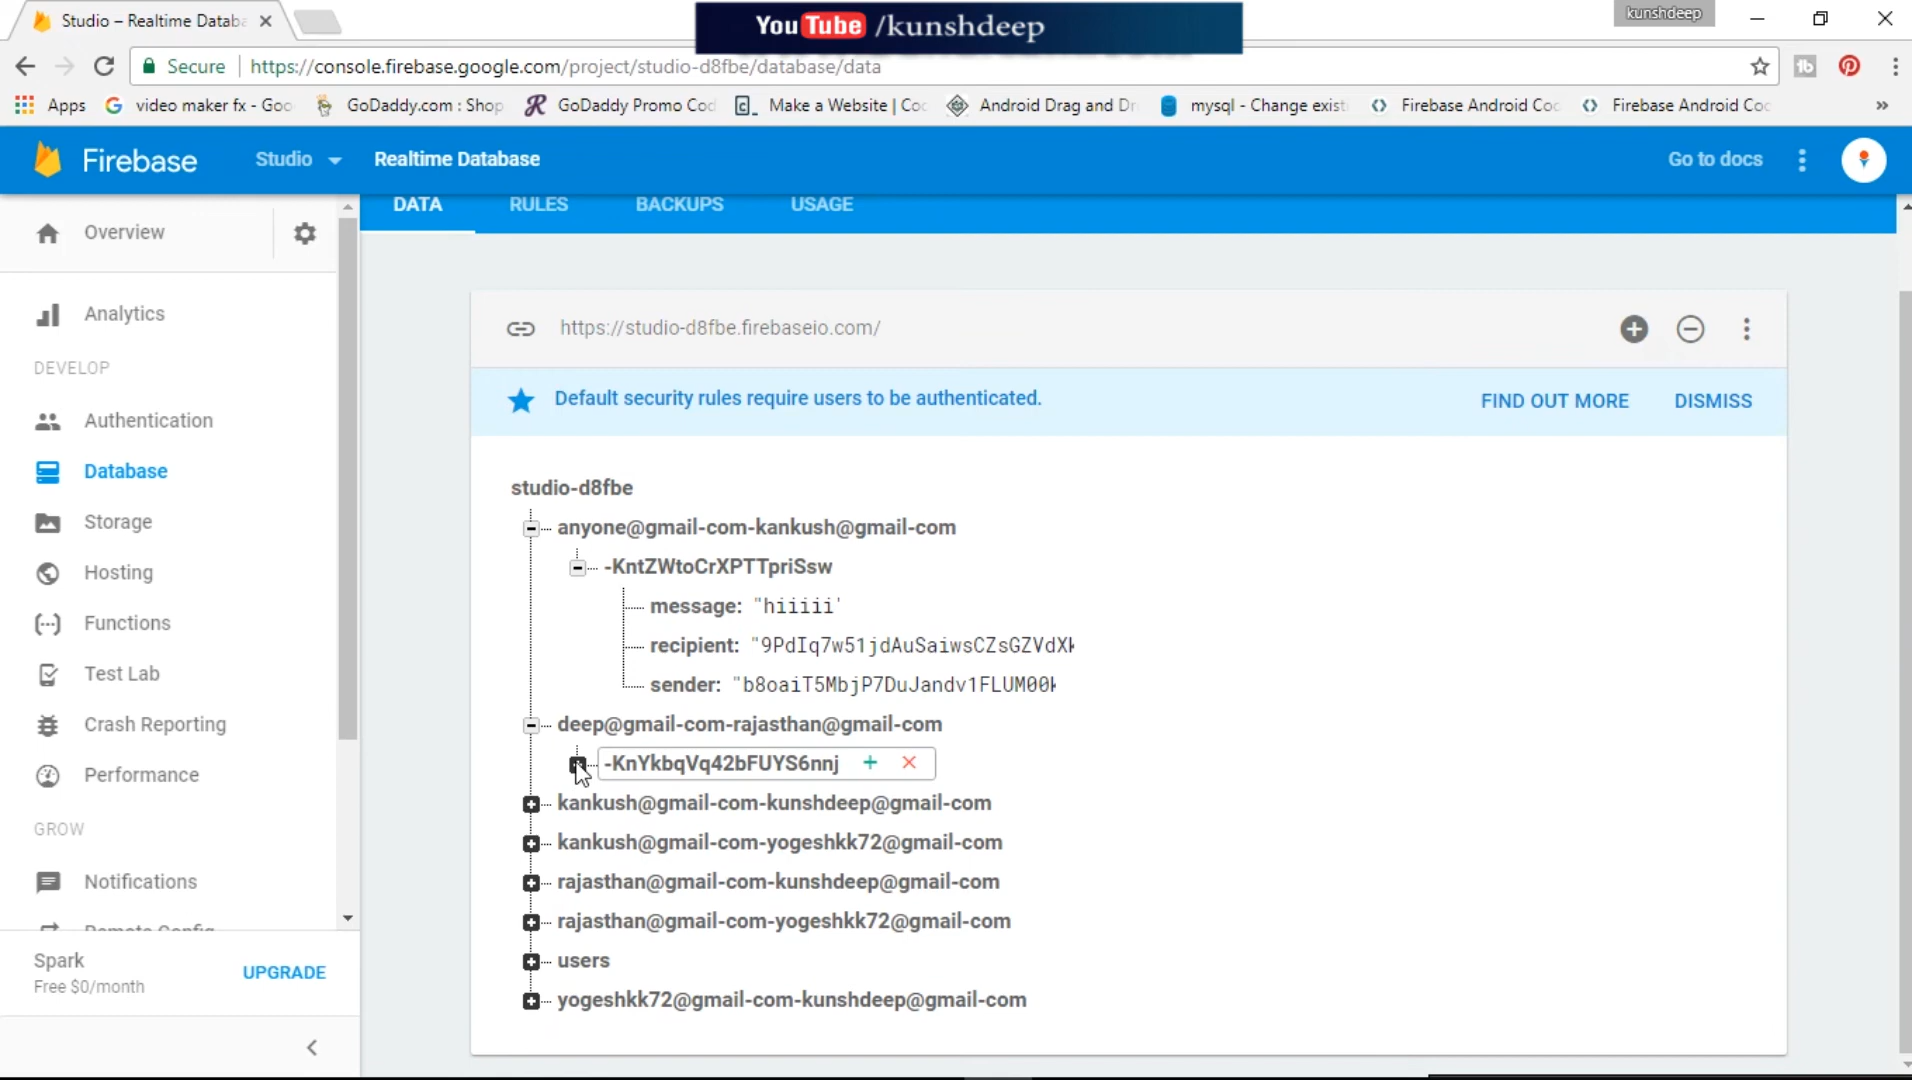 Studio – Realtime Databa
YouTube /kunshdeep
kunshdeep
Secure
https://console.firebase.google.com/project/studio-d8fbe/database/data
Apps
video maker fx - Goo
GoDaddy.com : Shop
GoDaddy Promo Cod
Make a Website | Coc
Android Drag and Dr
mysql - Change exist
Firebase Android Coc
Firebase Android Coc
»
Firebase
Studio
Realtime Database
Go to docs
DATA
RULES
BACKUPS
USAGE
Overview
Analytics
DEVELOP
Authentication
Database
Storage
Hosting
Functions
Test Lab
Crash Reporting
Performance
GROW
Notifications
Remote Config
Spark
Free $0/month
UPGRADE
https://studio-d8fbe.firebaseio.com/
Default security rules require users to be authenticated.
FIND OUT MORE
DISMISS
studio-d8fbe
anyone@gmail-com-kankush@gmail-com
-KntZWtoCrXPTTpriSsw
message: "hiiiii'
recipient: "9PdIq7w51jdAuSaiwsCZsGZVdXk
sender: "b8oaiT5MbjP7DuJandv1FLUM00k
deep@gmail-com-rajasthan@gmail-com
-KnYkbqVq42bFUYS6nnj
kankush@gmail-com-kunshdeep@gmail-com
kankush@gmail-com-yogeshkk72@gmail-com
rajasthan@gmail-com-kunshdeep@gmail-com
rajasthan@gmail-com-yogeshkk72@gmail-com
users
yogeshkk72@gmail-com-kunshdeep@gmail-com